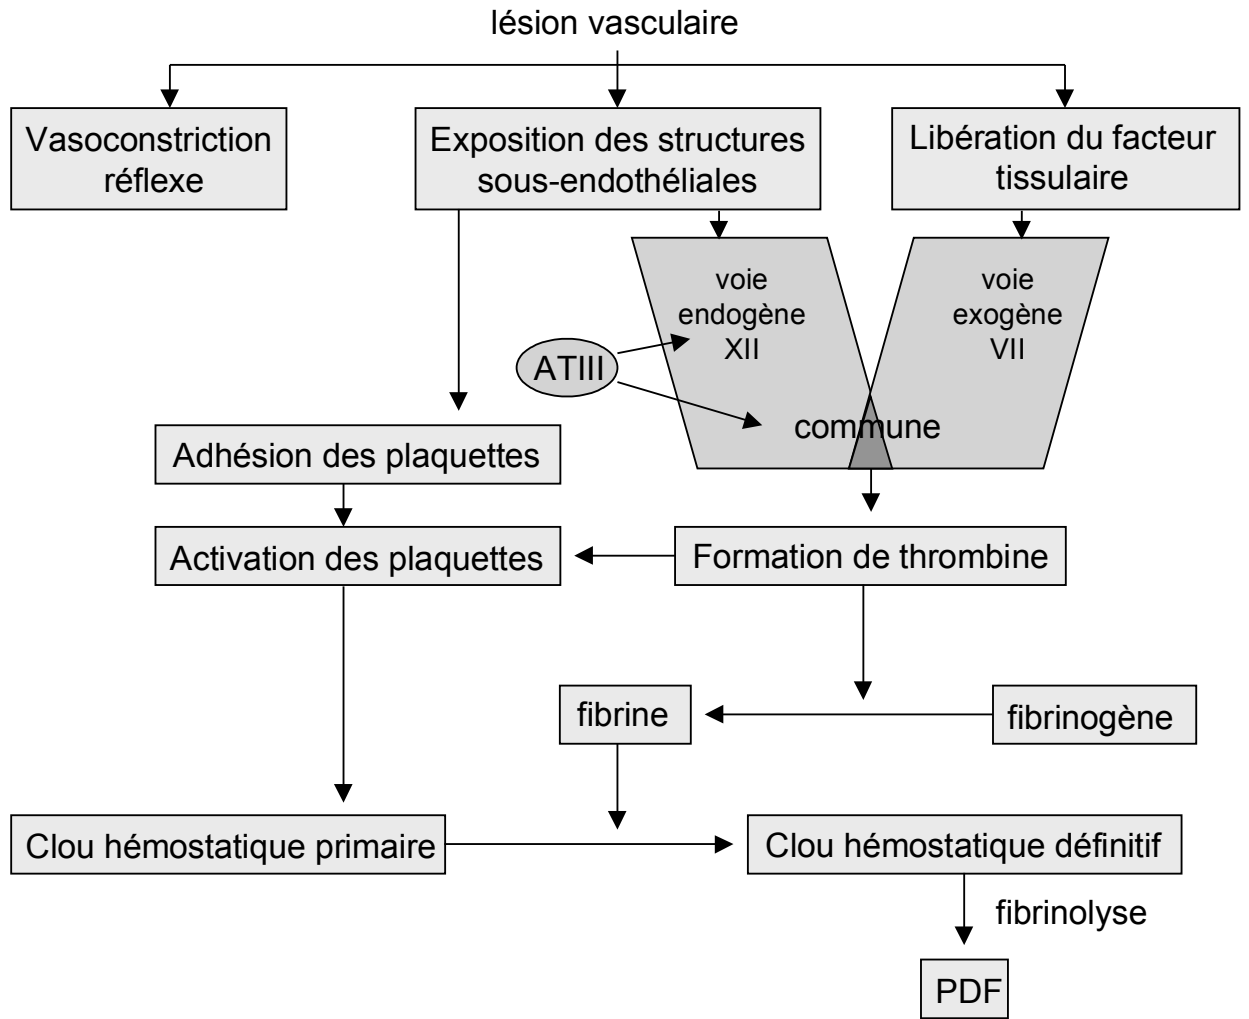 lésion vasculaire
Vasoconstriction
réflexe
Exposition des structures
sous-endothéliales
Libération du facteur
tissulaire
voie
endogène
XII
voie
exogène
VII
ATIII
commune
Adhésion des plaquettes
Activation des plaquettes
Formation de thrombine
fibrine
fibrinogène
Clou hémostatique primaire
Clou hémostatique définitif
fibrinolyse
PDF